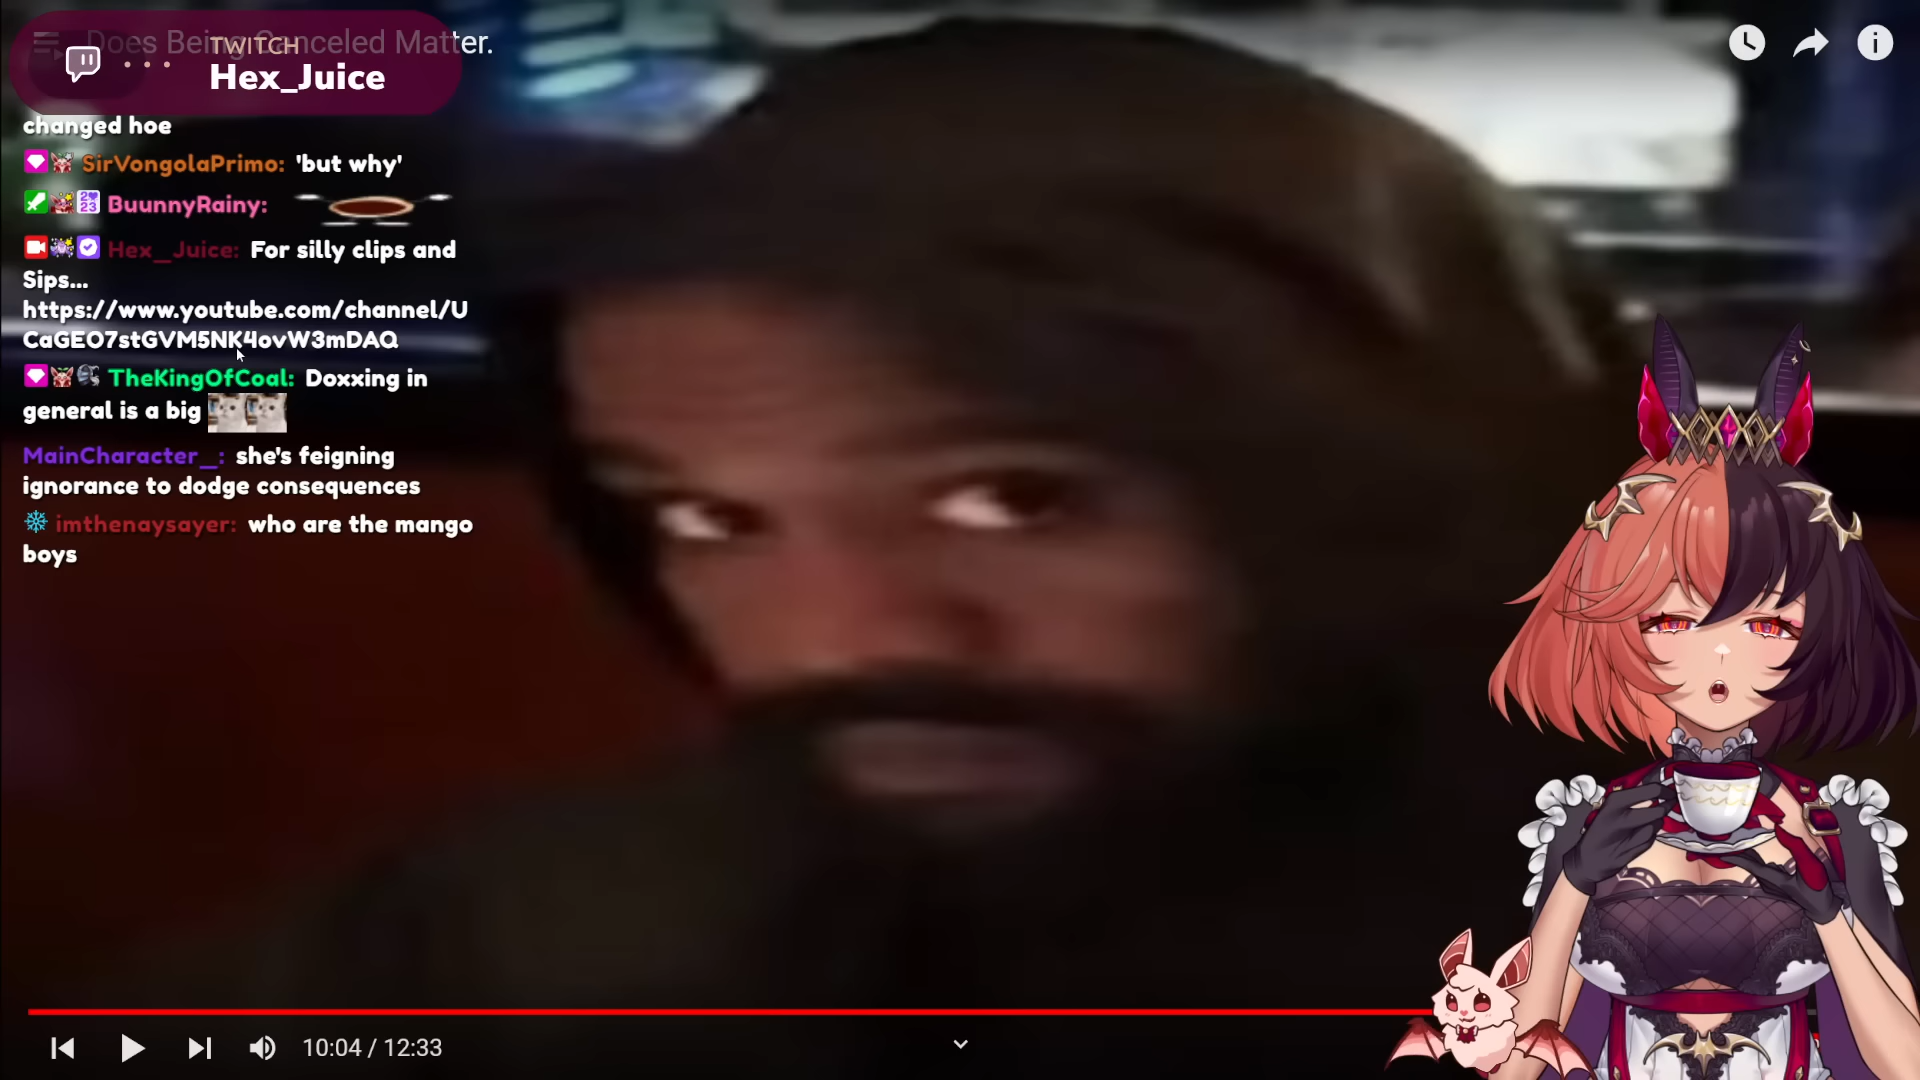 Does Being Canceled Matter.
TWITCH
Hex_Juice
changed hoe
SirVongolaPrimo: 'but why'
BuunnyRainy:
Hex_Juice: For silly clips and
Sips...
https://www.youtube.com/channel/U
CaGEO7stGVM5NK4ovW3mDAQ
TheKingOfCoal: Doxxing in
general is a big
MainCharacter_: she's feigning
ignorance to dodge consequences
imthenaysayer: who are the mango
boys
10:04 / 12:33